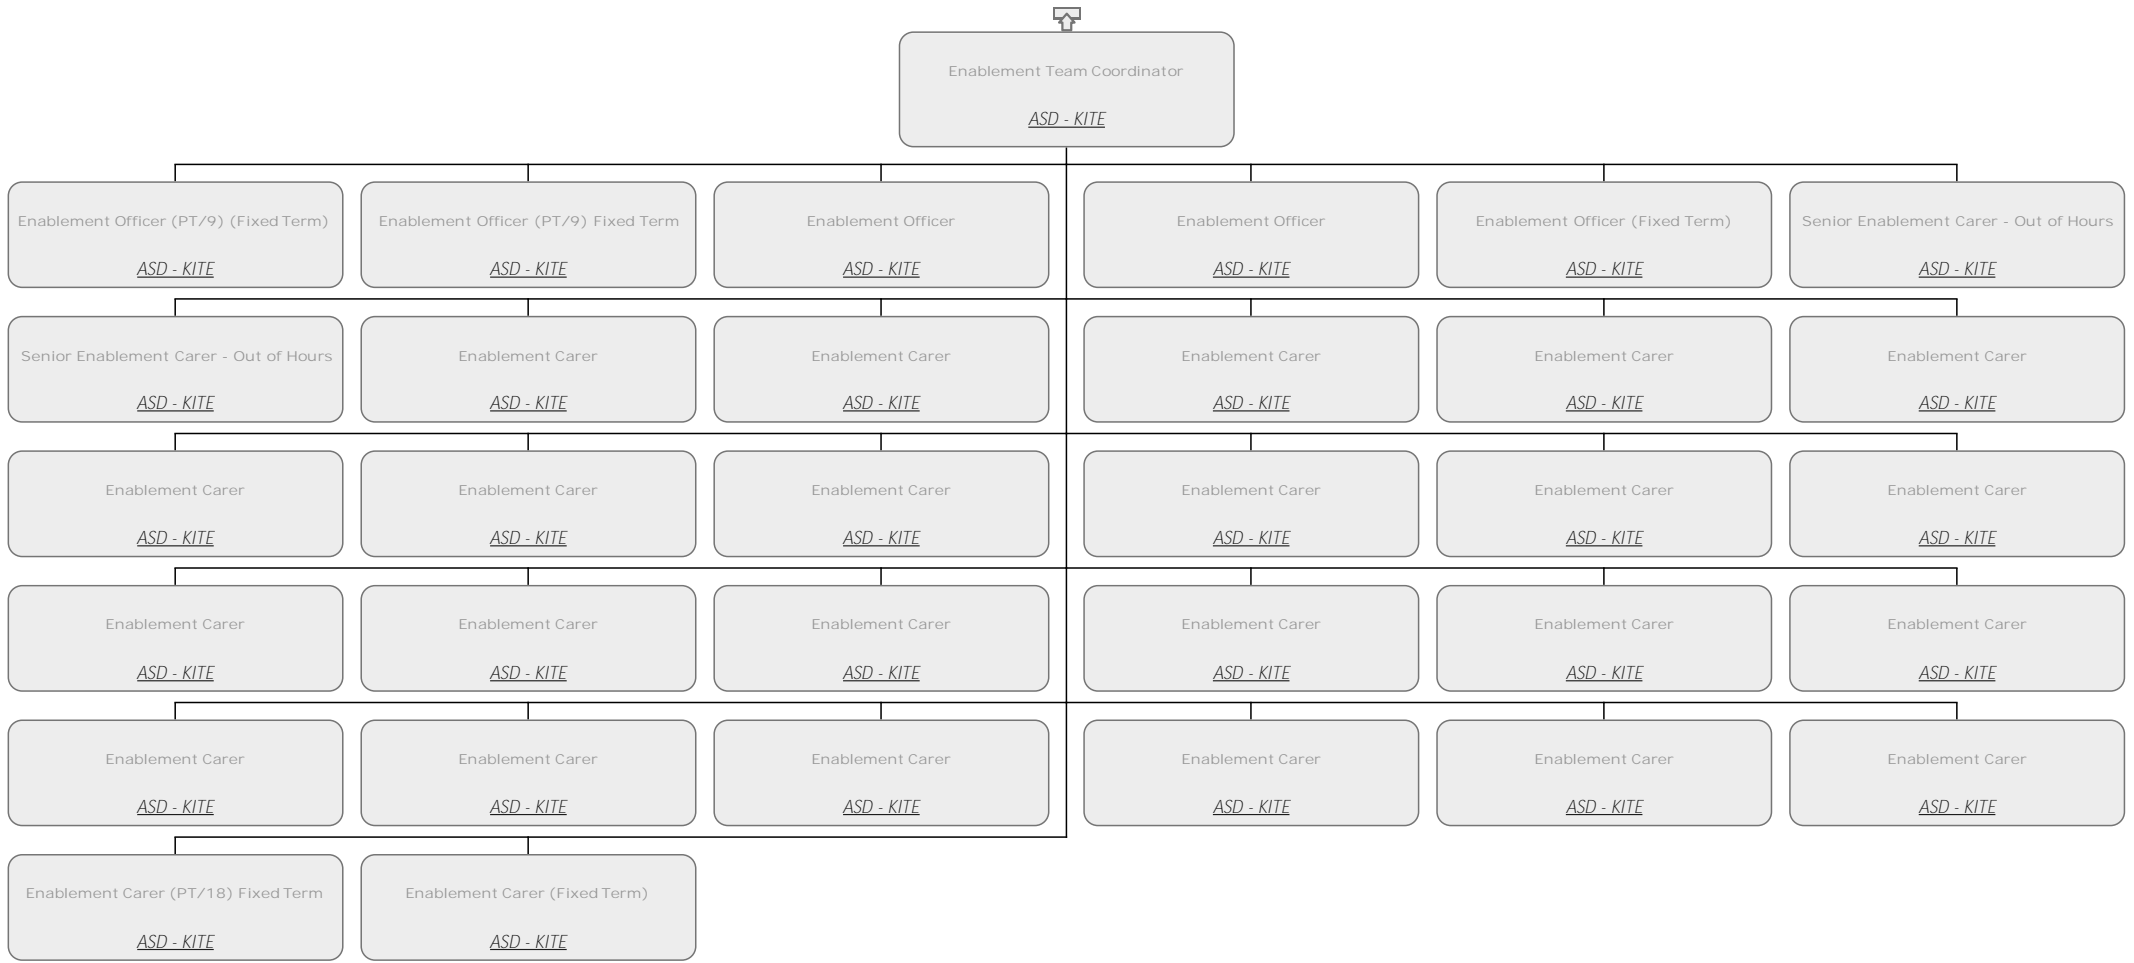 Enablement Team Coordinator
ASD - KITE
Enablement Officer (PT/9) (Fixed Term)
ASD - KITE
Enablement Officer (PT/9) Fixed Term
ASD - KITE
Enablement Officer
ASD - KITE
Enablement Officer
ASD - KITE
Enablement Officer (Fixed Term)
ASD - KITE
Senior Enablement Carer - Out of Hours
ASD - KITE
Senior Enablement Carer - Out of Hours
ASD - KITE
Enablement Carer
ASD - KITE
Enablement Carer
ASD - KITE
Enablement Carer
ASD - KITE
Enablement Carer
ASD - KITE
Enablement Carer
ASD - KITE
Enablement Carer
ASD - KITE
Enablement Carer
ASD - KITE
Enablement Carer
ASD - KITE
Enablement Carer
ASD - KITE
Enablement Carer
ASD - KITE
Enablement Carer
ASD - KITE
Enablement Carer
ASD - KITE
Enablement Carer
ASD - KITE
Enablement Carer
ASD - KITE
Enablement Carer
ASD - KITE
Enablement Carer
ASD - KITE
Enablement Carer
ASD - KITE
Enablement Carer
ASD - KITE
Enablement Carer
ASD - KITE
Enablement Carer
ASD - KITE
Enablement Carer
ASD - KITE
Enablement Carer
ASD - KITE
Enablement Carer
ASD - KITE
Enablement Carer (PT/18) Fixed Term
ASD - KITE
Enablement Carer (Fixed Term)
ASD - KITE